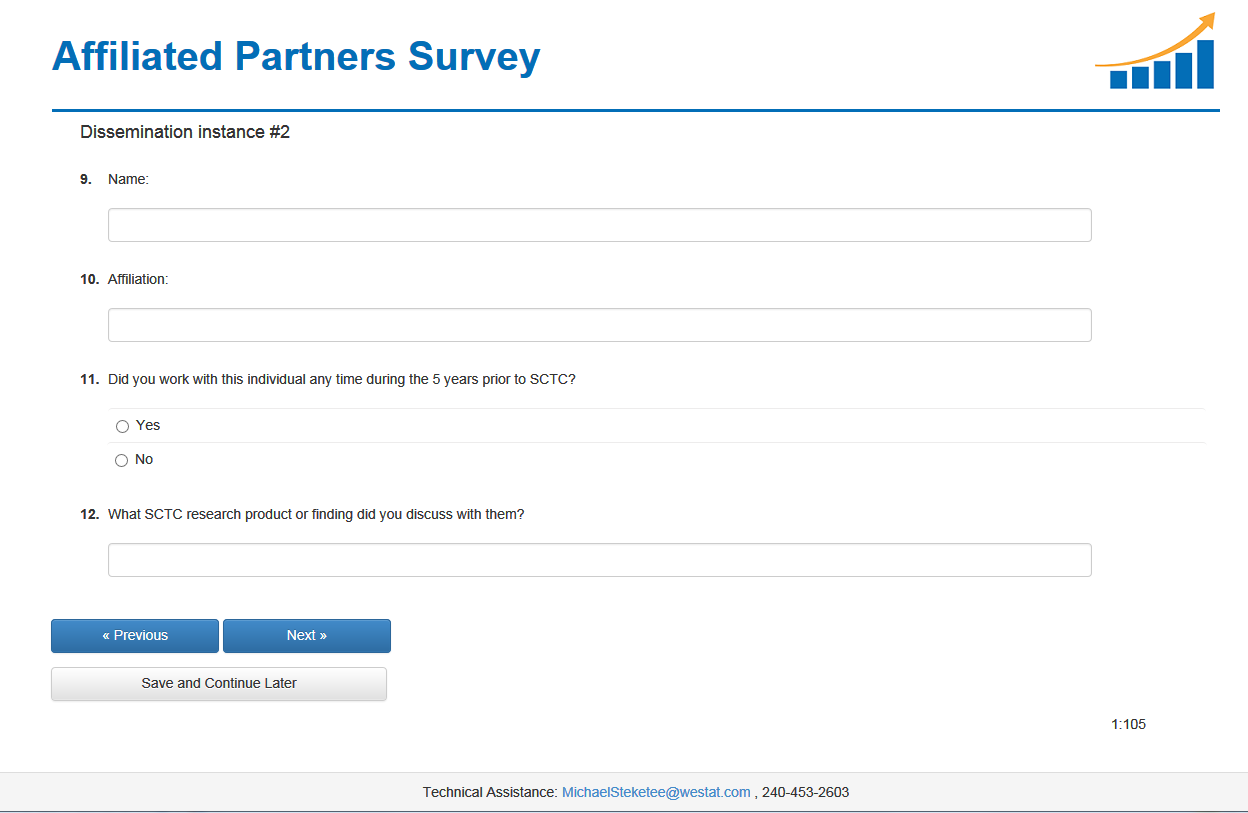 Affiliated Partners Survey
Dissemination instance #2
9. Name:
10. Affiliation:
11. Did you work with this individual any time during the 5 years prior to SCTC?
Yes
No
12. What SCTC research product or finding did you discuss with them?
« Previous Next »
Save and Continue Later
1:105
Technical Assistance: MichaelSteketee@westat.com , 240-453-2603